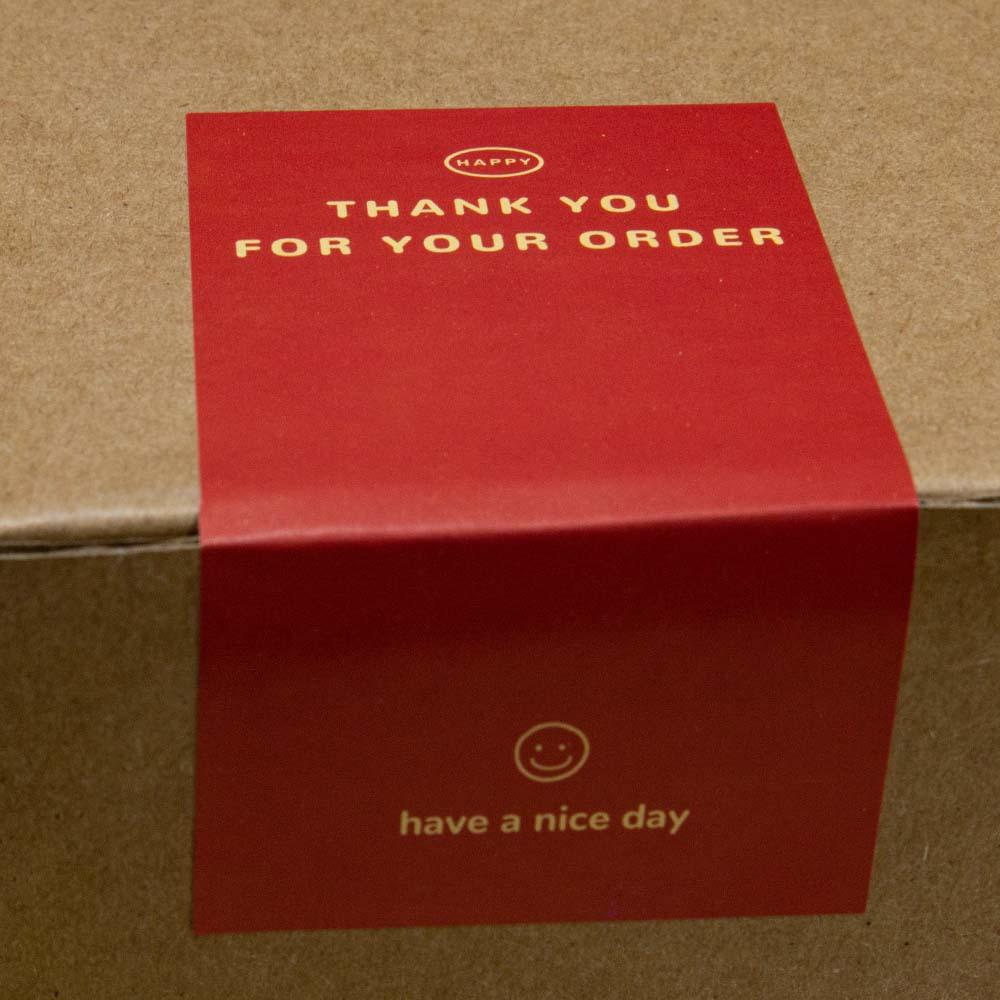 HAPPY
THANK YOU
FOR YOUR ORDER
have a nice day